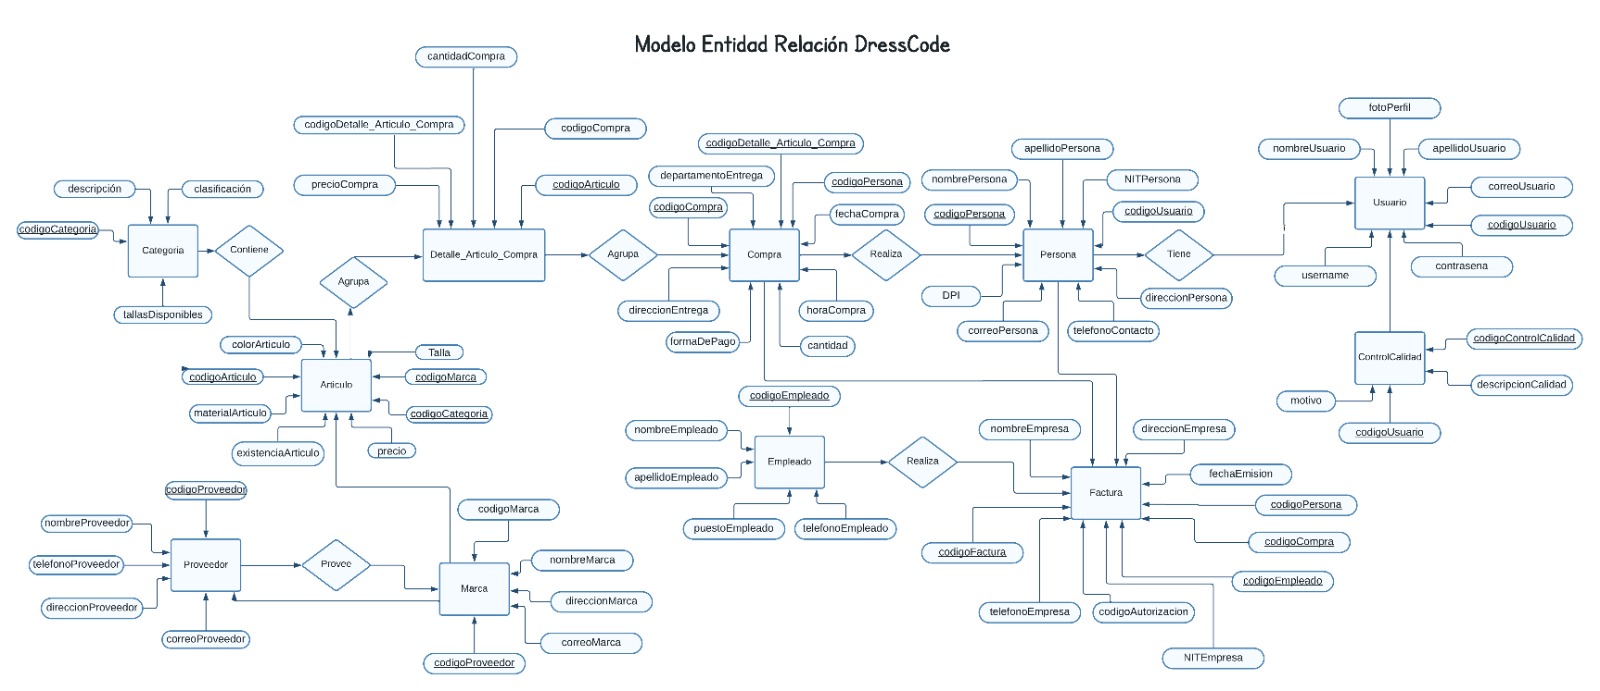 Modelo Entidad Relación DressCode
cantidadCompra
fotoPerfil
codigoDetalle_Articulo_Compra
codigoCompra
codigoDetalle_Articulo_Compra
apellidoPersona
nombreUsuario
apellidoUsuario
descripción
clasificación
precioCompra
codigoArticulo
departamentoEntrega
codigoPersona
nombrePersona
NITPersona
correoUsuario
codigoCategoria
codigoCompra
fechaCompra
codigoPersona
codigoUsuario
Usuario
codigoUsuario
Categoria
Contiene
Detalle_Articulo_Compra
Agrupa
Compra
Realiza
Persona
Tiene
username
contrasena
Agrupa
DPI
direccionPersona
tallasDisponibles
direccionEntrega
horaCompra
correoPersona
telefonoContacto
colorArticulo
Talla
formaDePago
cantidad
ControlCalidad
codigoControlCalidad
codigoArticulo
Articulo
codigoMarca
descripcionCalidad
materialArticulo
codigoCategoria
codigoEmpleado
motivo
existenciaArticulo
precio
nombreEmpleado
nombreEmpresa
direccionEmpresa
codigoUsuario
Empleado
Realiza
apellidoEmpleado
fechaEmision
codigoProveedor
Factura
codigoPersona
nombreProveedor
codigoMarca
puestoEmpleado
telefonoEmpleado
codigoCompra
codigoFactura
telefonoProveedor
Proveedor
Provee
nombreMarca
codigoEmpleado
Marca
direccionProveedor
direccionMarca
telefonoEmpresa
codigoAutorizacion
correoProveedor
correoMarca
codigoProveedor
NITEmpresa